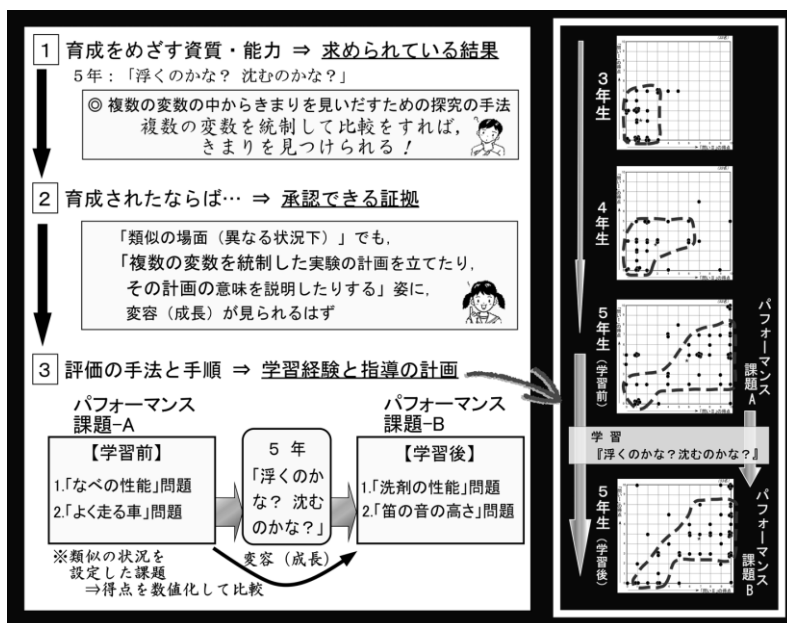 1 育成をめざす資質・能力 ⇒ 求められている結果
5年：「浮くのかな？ 沈むのかな？」
◎ 複数の変数の中からきまりを見いだすための探究の手法
複数の変数を統制して比較をすれば，
きまりを見つけられる！
2 育成されたならば… ⇒ 承認できる証拠
「類似の場面（異なる状況下）」でも，
「複数の変数を統制した実験の計画を立てたり，
その計画の意味を説明したりする」姿に，
変容（成長）が見られるはず
3 評価の手法と手順 ⇒ 学習経験と指導の計画
パフォーマンス
課題-A
【学習前】
1.「なべの性能」問題
2.「よく走る車」問題
5 年
「浮くのか
な？ 沈む
のかな？」
パフォーマンス
課題-B
【学習後】
1.「洗剤の性能」問題
2.「笛の音の高さ」問題
※類似の状況を
設定した課題
⇒得点を数値化して比較
変容（成長）
3年生
4年生
5年生（学習前）
パフォーマンス
課題A
学 習
『浮くのかな？沈むのかな？』
5年生（学習後）
パフォーマンス
課題B